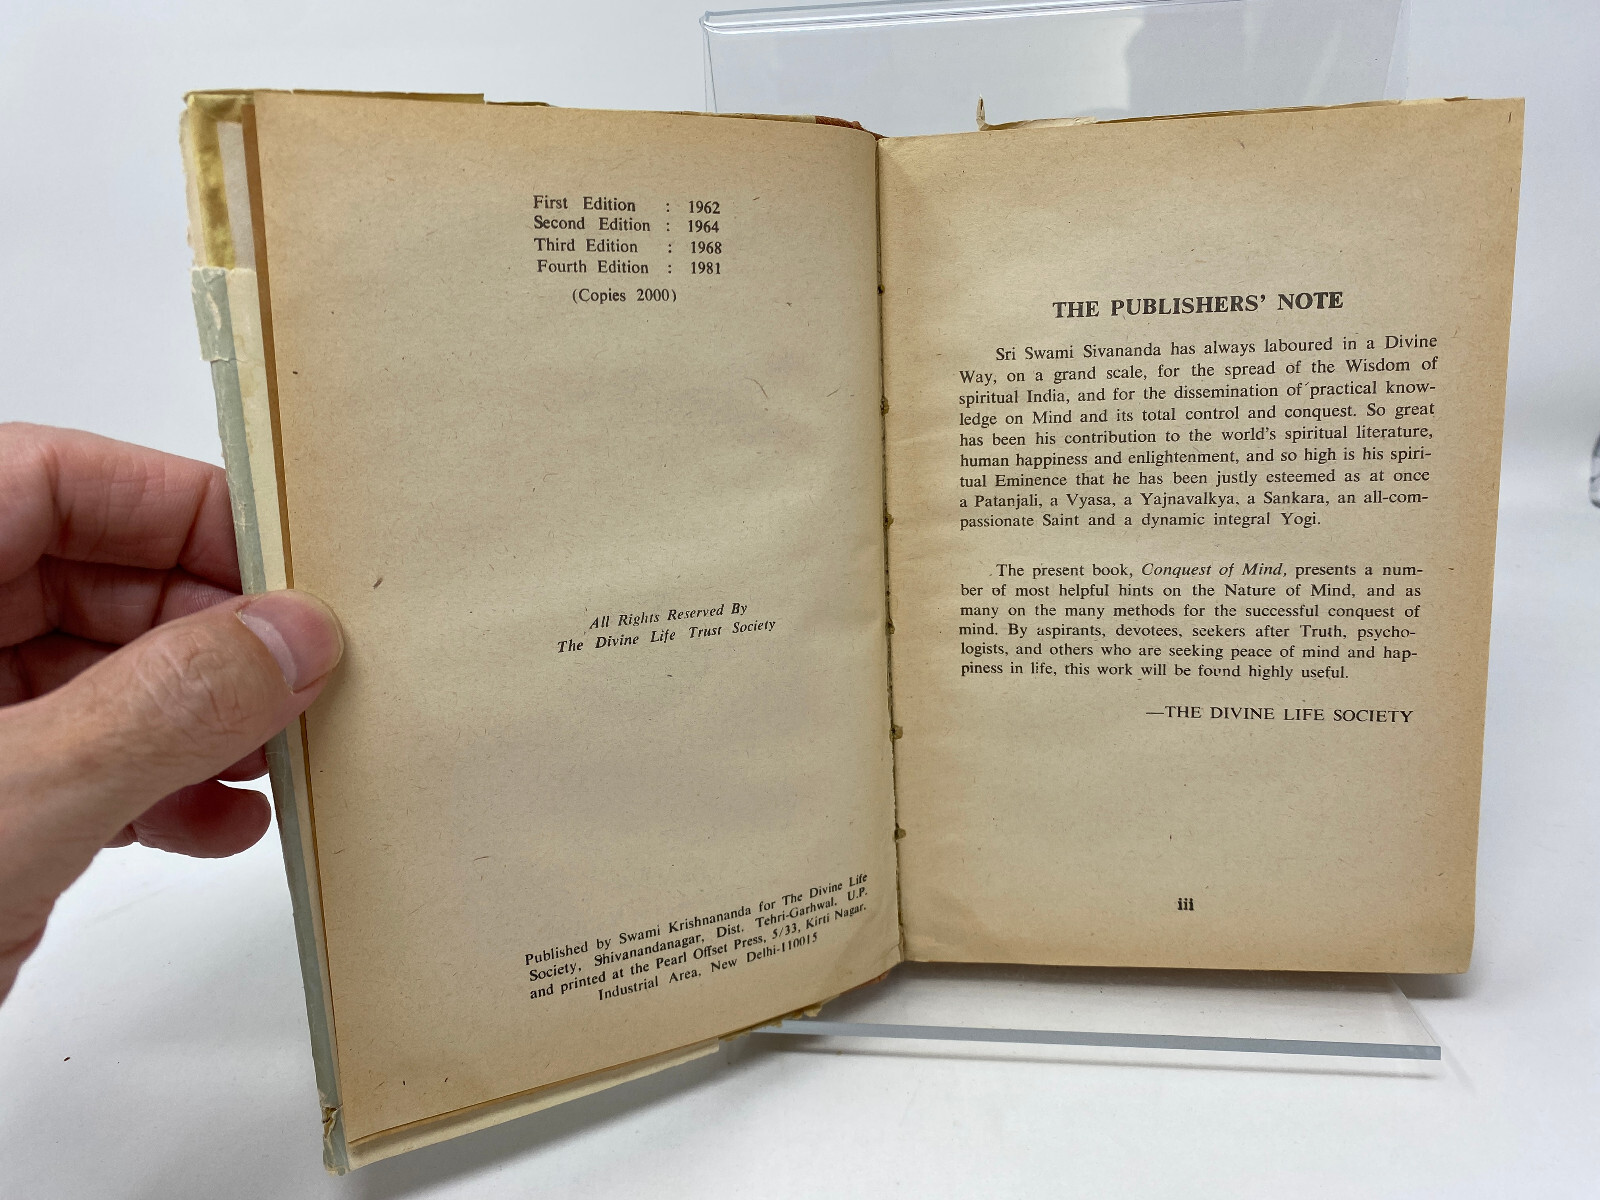 First Edition : 1962
Second Edition : 1964
Third Edition : 1968
Fourth Edition : 1981
(Copies 2000)
All Rights Reserved By
The Divine Life Trust Society
Published by Swami Krishnananda for The Divine Life
Society, Shivanandanagar, Dist. Tehri-Garhwal. U.P.
and printed at the Pearl Offset Press, 5/33, Kirti Nagar.
Industrial Area, New Delhi-110015
THE PUBLISHERS' NOTE
Sri Swami Sivananda has always laboured in a Divine
Way, on a grand scale, for the spread of the Wisdom of
spiritual India, and for the dissemination of practical know-
ledge on Mind and its total control and conquest. So great
has been his contribution to the world's spiritual literature,
human happiness and enlightenment, and so high is his spiri-
tual Eminence that he has been justly esteemed as at once
a Patanjali, a Vyasa, a Yajnavalkya, a Sankara, an all-com-
passionate Saint and a dynamic integral Yogi.
The present book, Conquest of Mind, presents a num-
ber of most helpful hints on the Nature of Mind, and as
many on the many methods for the successful conquest of
mind. By aspirants, devotees, seekers after Truth, psycho-
logists, and others who are seeking peace of mind and hap-
piness in life, this work will be found highly useful.
—THE DIVINE LIFE SOCIETY
iii